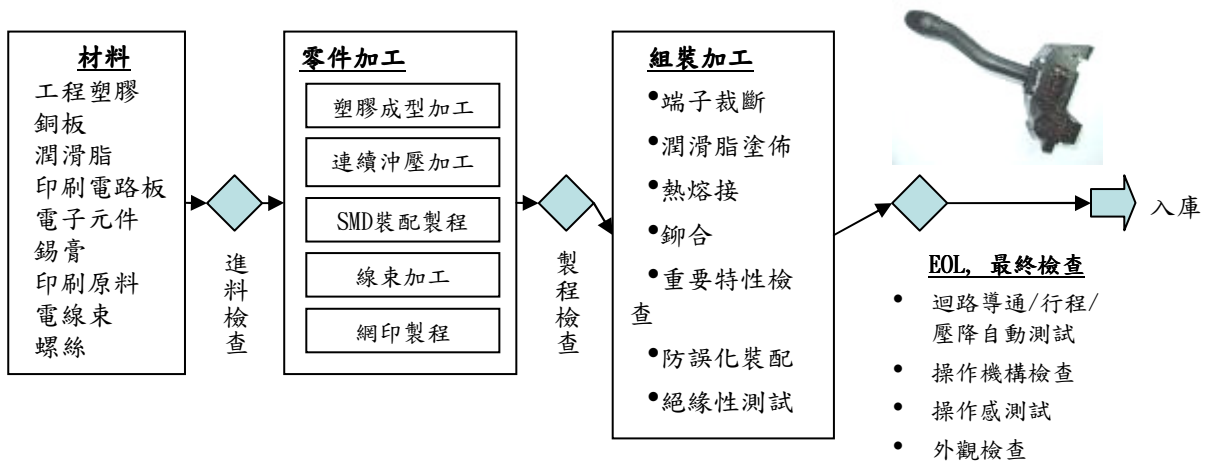 材料
工程塑膠
銅板
潤滑脂
印刷電路板
電子元件
錫膏
印刷原料
電線束
螺絲
進料檢查
零件加工
塑膠成型加工
連續沖壓加工
SMD裝配製程
線束加工
網印製程
製程檢查
組裝加工
•端子裁斷
•潤滑脂塗佈
•熱熔接
•鉚合
•重要特性檢
查
•防誤化裝配
•絕緣性測試
入庫
EOL, 最終檢查
• 迴路導通/行程/
壓降自動測試
• 操作機構檢查
• 操作感測試
• 外觀檢查